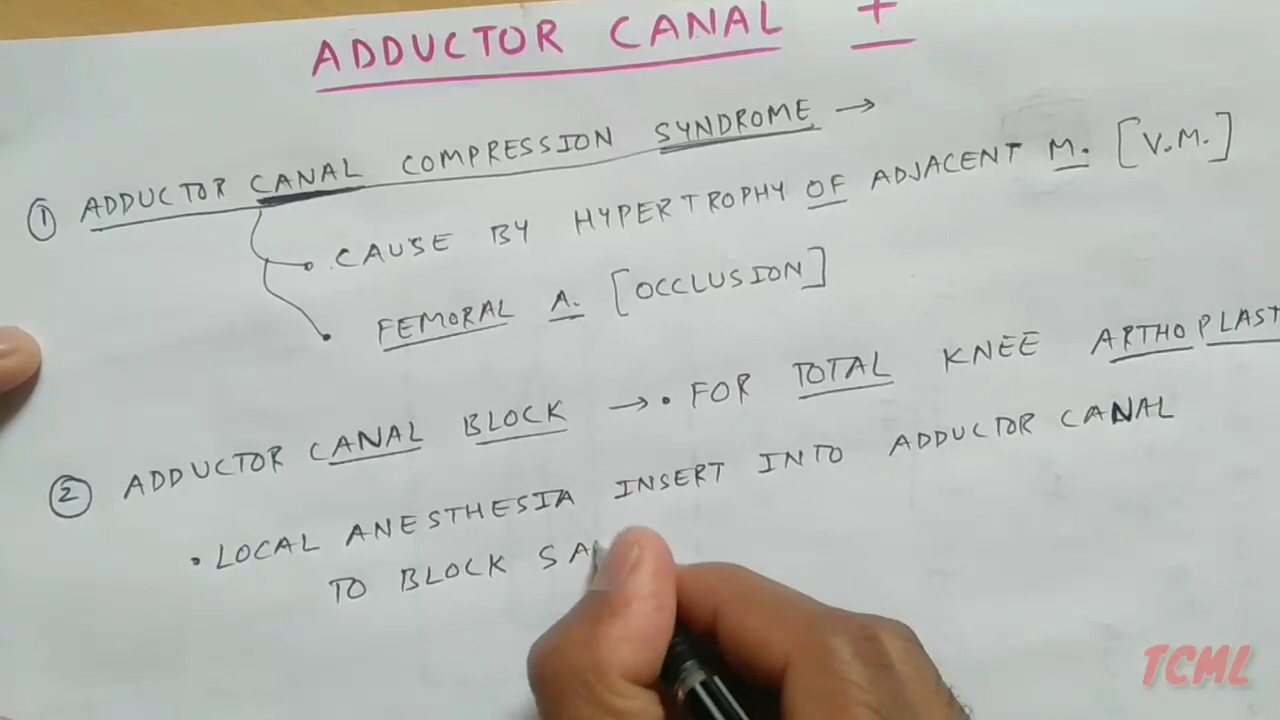 ADDUCTOR CANAL +
① ADDUCTOR CANAL COMPRESSION SYNDROME →
• CAUSE BY HYPERTROPHY OF ADJACENT M. [V.M.]
• FEMORAL A. [OCCLUSION]
② ADDUCTOR CANAL BLOCK → • FOR TOTAL KNEE ARTHOPLAST
• LOCAL ANESTHESIA INSERT INTO ADDUCTOR CANAL
TO BLOCK SA
TCML